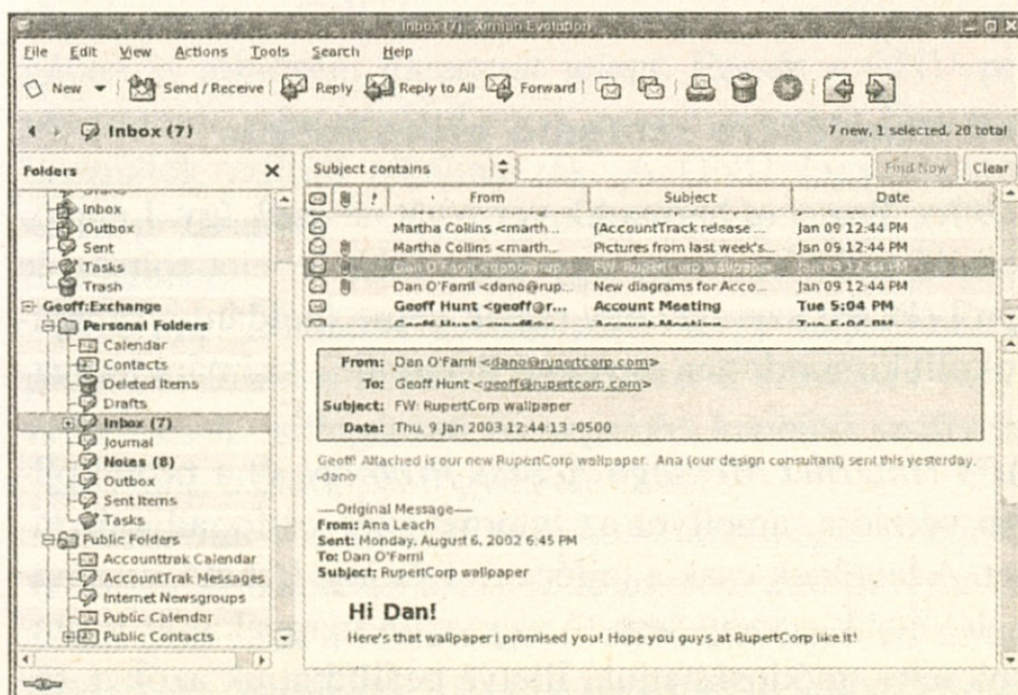 Inbox (7) - Ximian Evolution
File Edit View Actions Tools Search Help
New Send / Receive Reply Reply to All Forward
Inbox (7) 7 new, 1 selected, 20 total
Folders
Subject contains Find Now Clear
From Subject Date
Inbox
Outbox
Sent
Tasks
Trash
Geoff:Exchange
Personal Folders
Calendar
Contacts
Deleted Items
Drafts
Inbox (7)
Journal
Notes (8)
Outbox
Sent Items
Tasks
Public Folders
Accounttrak Calendar
AccountTrak Messages
Internet Newsgroups
Public Calendar
Public Contacts
Martha Collins <marth... [AccountTrack release ... Jan 09 12:44 PM
Martha Collins <marth... Pictures from last week's... Jan 09 12:44 PM
Dan O'Farril <dano@rup... FW: RupertCorp wallpaper Jan 09 12:44 PM
Dan O'Farril <dano@rup... New diagrams for Acco... Jan 09 12:44 PM
Geoff Hunt <geoff@r... Account Meeting Tue 5:04 PM
Geoff Hunt <geoff@r... Account Meeting Tue 5:04 PM
From: Dan O'Farril <dano@rupertcorp.com>
To: Geoff Hunt <geoff@rupertcorp.com>
Subject: FW: RupertCorp wallpaper
Date: Thu, 9 Jan 2003 12:44:13 -0500
Geoff! Attached is our new RupertCorp wallpaper. Ana (our design consultant) sent this yesterday.
-dano
-----Original Message-----
From: Ana Leach
Sent: Monday, August 6, 2002 6:45 PM
To: Dan O'Farril
Subject: RupertCorp wallpaper
Hi Dan!
Here's that wallpaper i promised you! Hope you guys at RupertCorp like it!